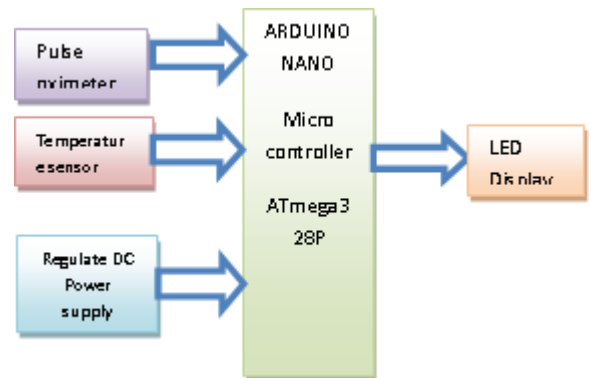 Pulse
oximeter
Temperatur
esensor
Regulate DC
Power
supply
ARDUINO
NANO
Micro
controller
ATmega3
28P
LED
Display